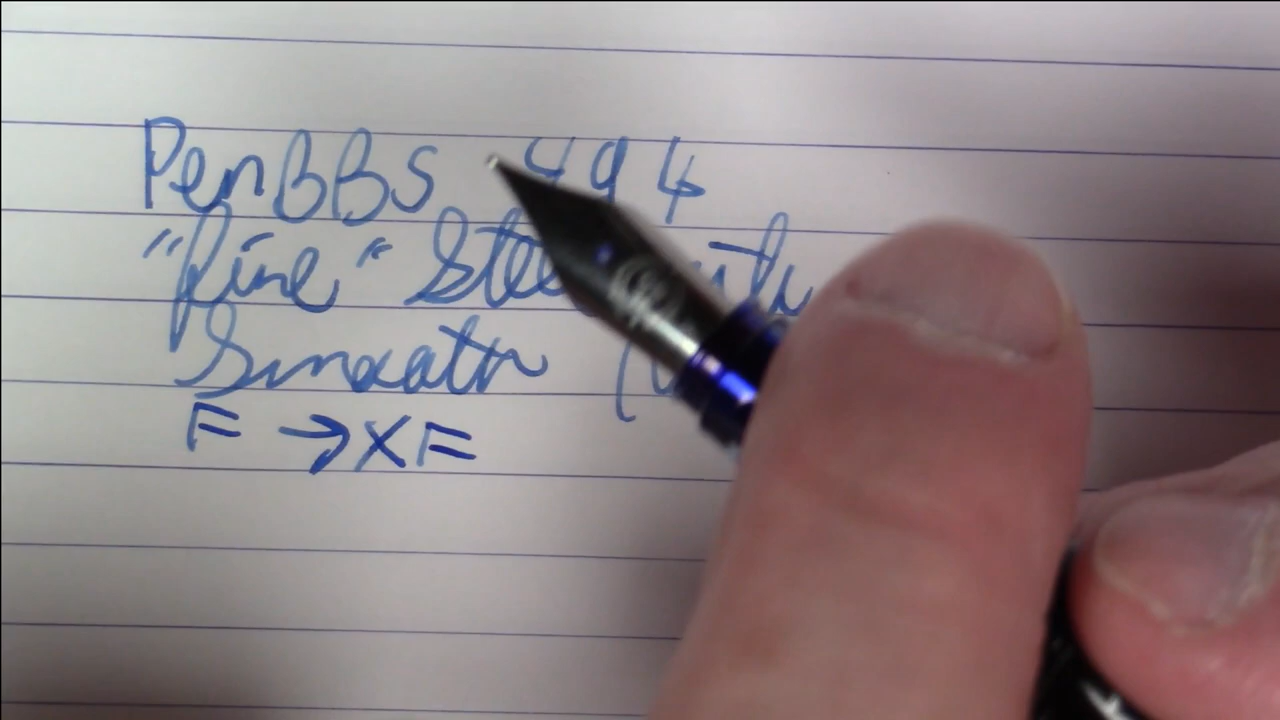 PenBBS 494
"fine" Steel
Smooth
F → XF